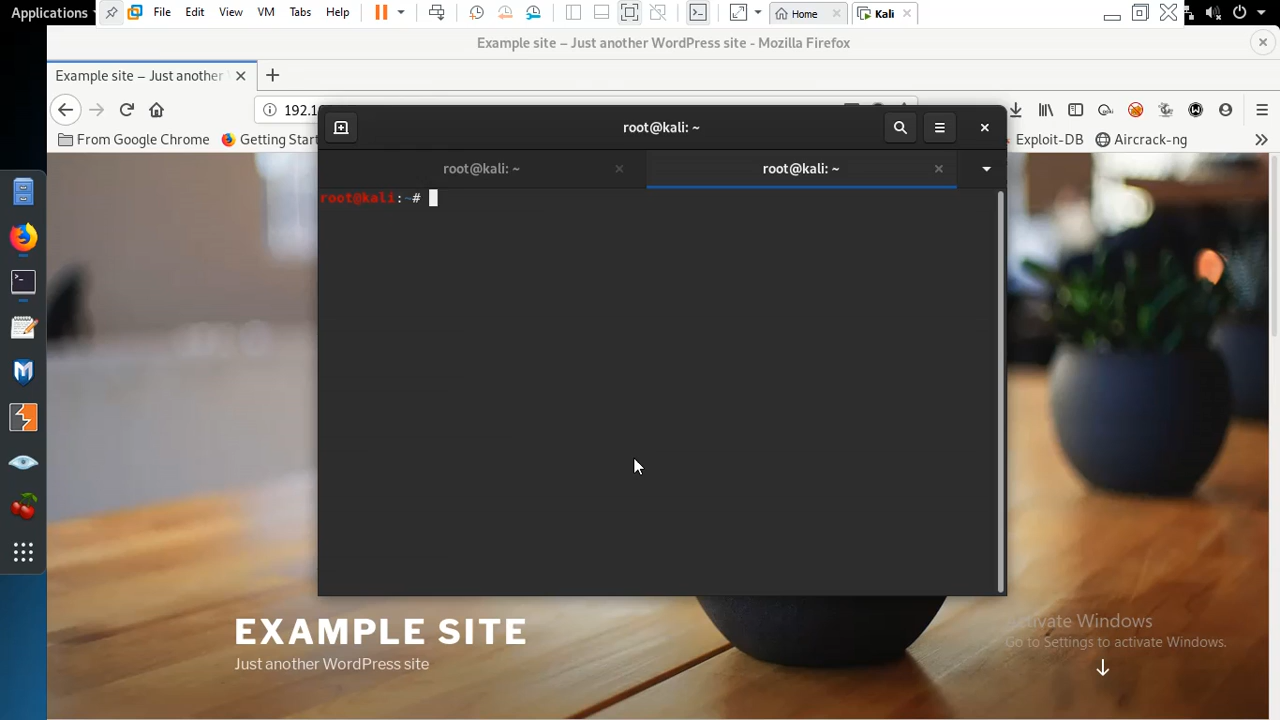 Applications File Edit View VM Tabs Help Home Kali
Example site – Just another WordPress site - Mozilla Firefox
Example site – Just another
192.1
From Google Chrome Getting Star Exploit-DB Aircrack-ng
root@kali: ~
root@kali: ~ root@kali: ~
root@kali:~#
EXAMPLE SITE
Just another WordPress site
Activate Windows
Go to Settings to activate Windows.